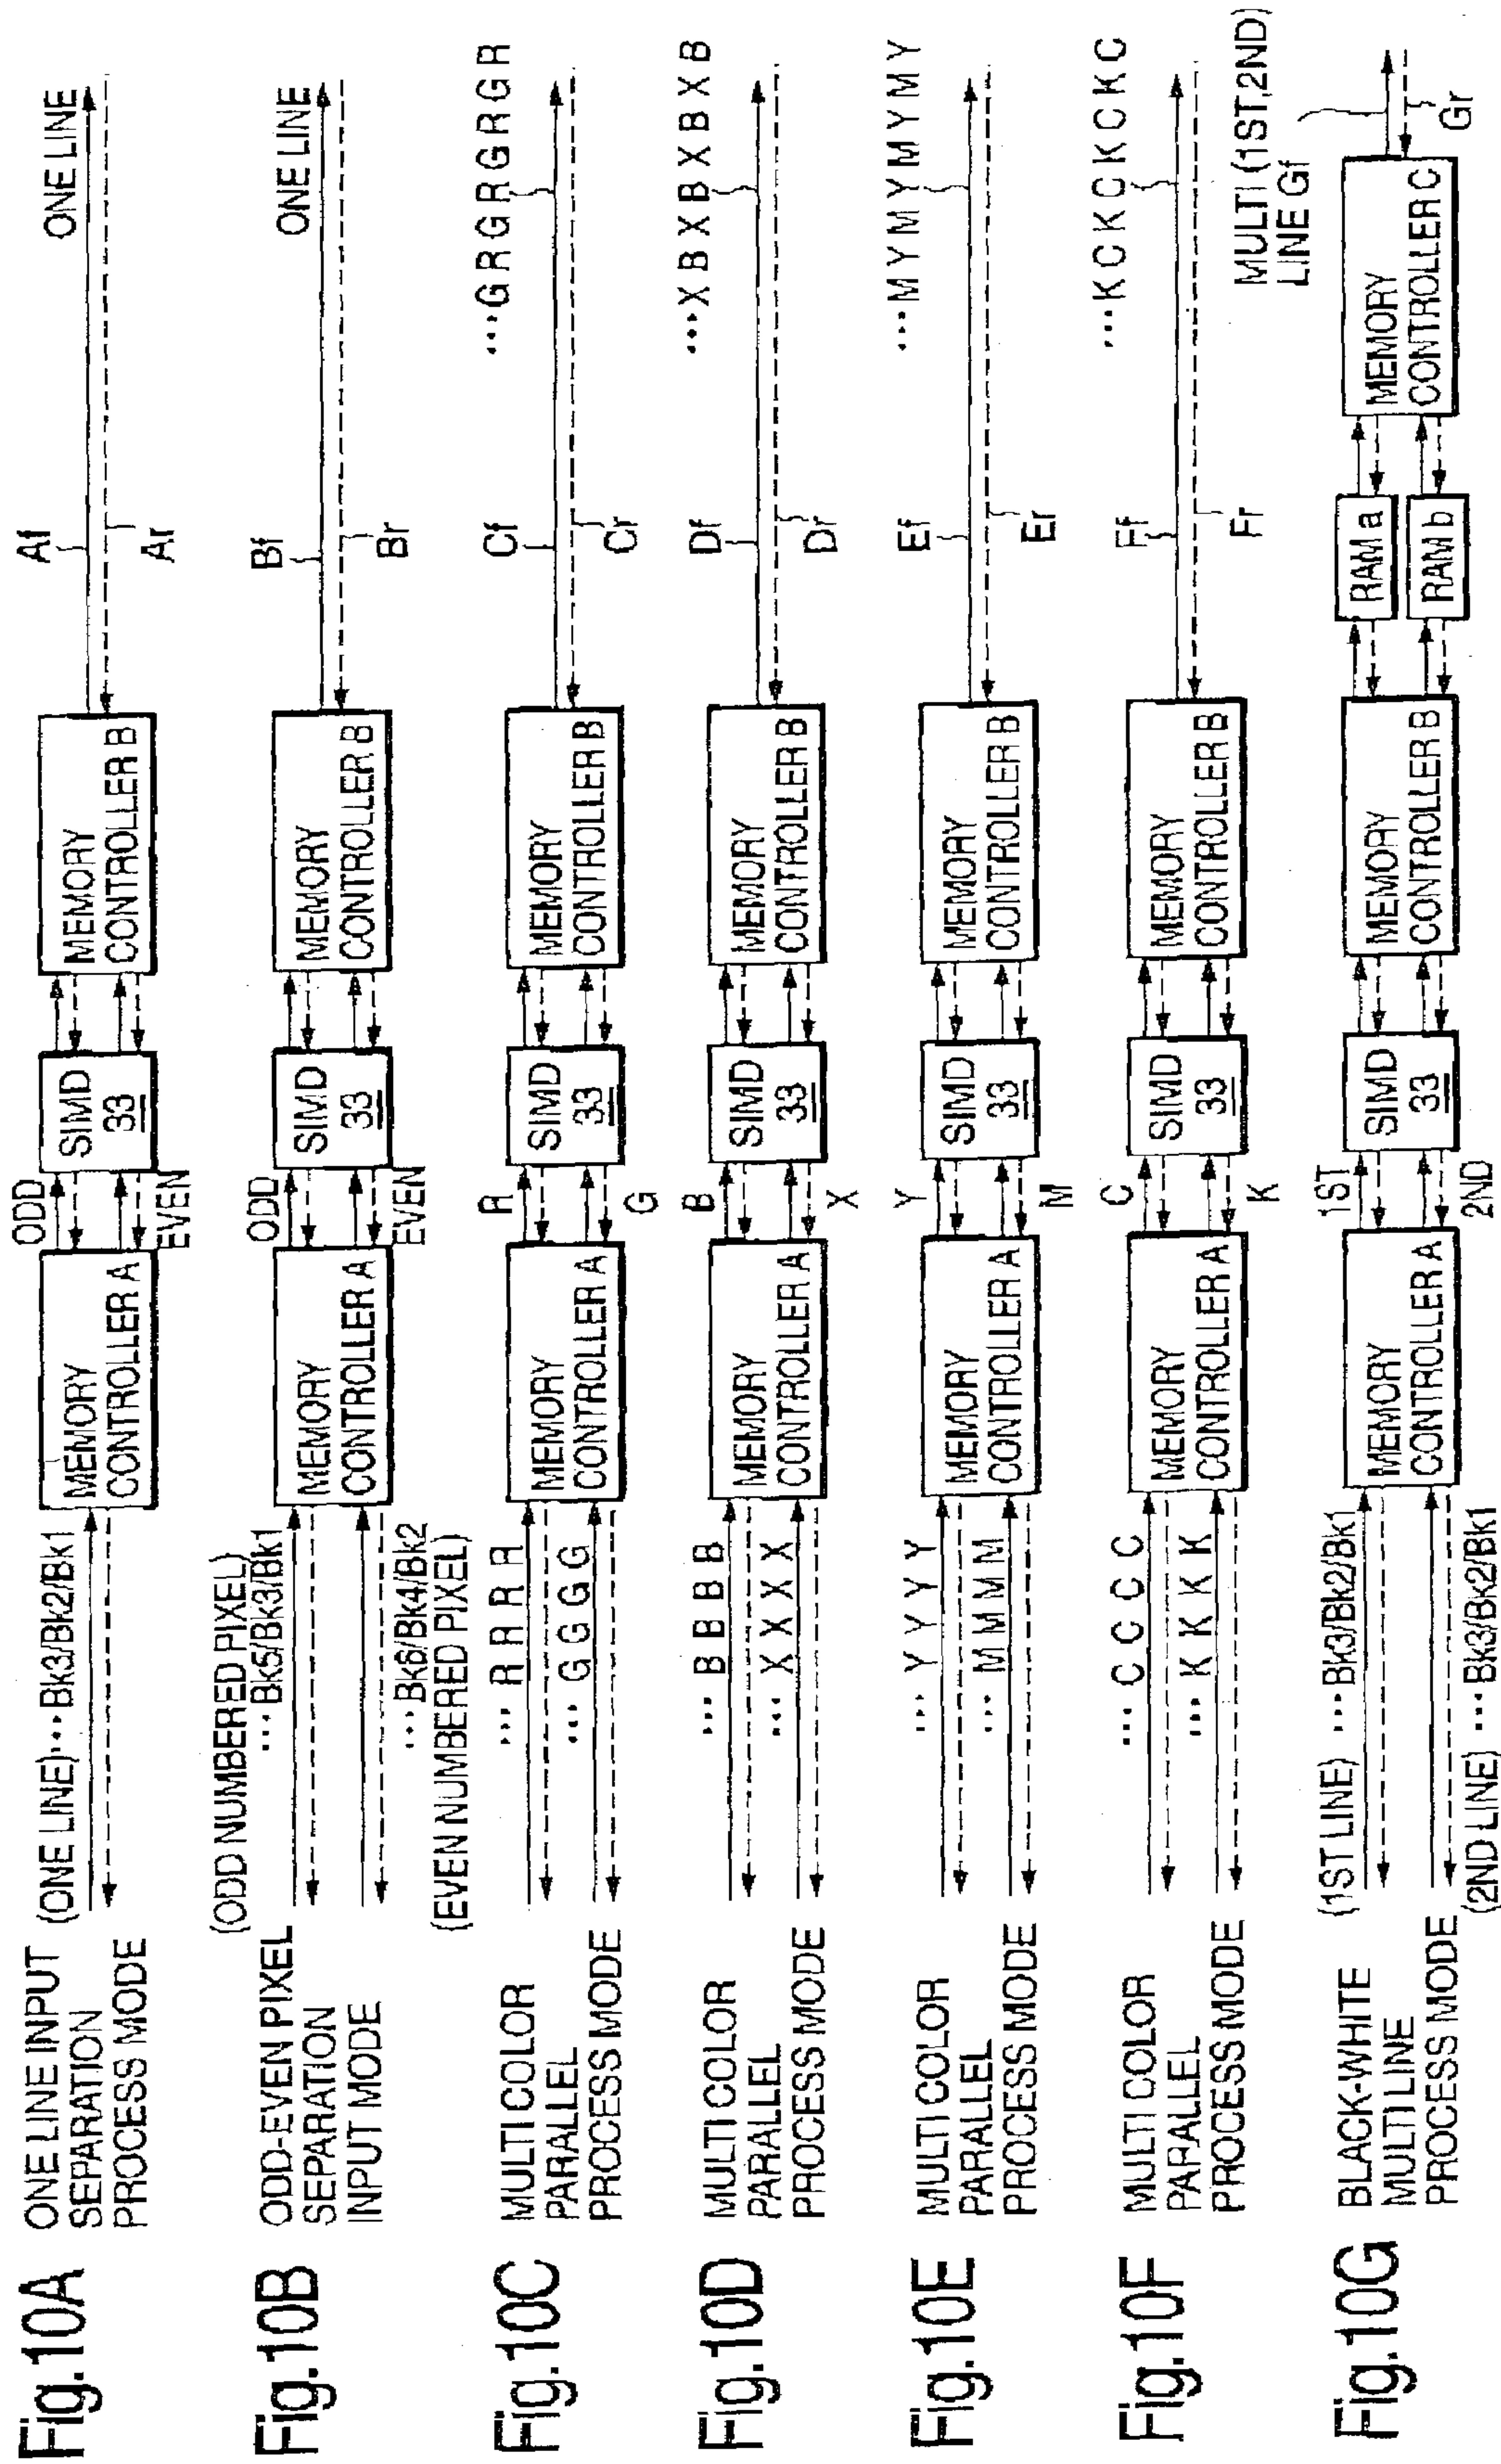 Fig.10A
ONE LINE INPUT
SEPARATION
PROCESS MODE
(ONE LINE)···Bk3/Bk2/Bk1
MEMORY
CONTROLLER A
ODD
EVEN
SIMD
33
MEMORY
CONTROLLER B
Af
Ar
ONE LINE
Fig.10B
ODD-EVEN PIXEL
SEPARATION
INPUT MODE
(ODD NUMBERED PIXEL)
···Bk5/Bk3/Bk1
···Bk6/Bk4/Bk2
(EVEN NUMBERED PIXEL)
MEMORY
CONTROLLER A
ODD
EVEN
SIMD
33
MEMORY
CONTROLLER B
Bf
Br
ONE LINE
Fig.10C
MULTI COLOR
PARALLEL
PROCESS MODE
··· R R R R
··· G G G G
MEMORY
CONTROLLER A
R
G
SIMD
33
MEMORY
CONTROLLER B
Cf
Cr
···G R G R G R G R
Fig.10D
MULTI COLOR
PARALLEL
PROCESS MODE
··· B B B B
··· X X X X
MEMORY
CONTROLLER A
B
X
SIMD
33
MEMORY
CONTROLLER B
Df
Dr
···X B X B X B X B
Fig.10E
MULTI COLOR
PARALLEL
PROCESS MODE
··· Y Y Y Y
··· M M M M
MEMORY
CONTROLLER A
Y
M
SIMD
33
MEMORY
CONTROLLER B
Ef
Er
···M Y M Y M Y M Y
Fig.10F
MULTI COLOR
PARALLEL
PROCESS MODE
··· C C C C
··· K K K K
MEMORY
CONTROLLER A
C
K
SIMD
33
MEMORY
CONTROLLER B
Ff
Fr
···K C K C K C K C
Fig.10G
BLACK-WHITE
MULTI LINE
PROCESS MODE
(1ST LINE) ···Bk3/Bk2/Bk1
(2ND LINE) ···Bk3/Bk2/Bk1
MEMORY
CONTROLLER A
1ST
2ND
SIMD
33
MEMORY
CONTROLLER B
RAM a
RAM b
MEMORY
CONTROLLER C
MULTI (1ST,2ND)
LINE Gf
Gr